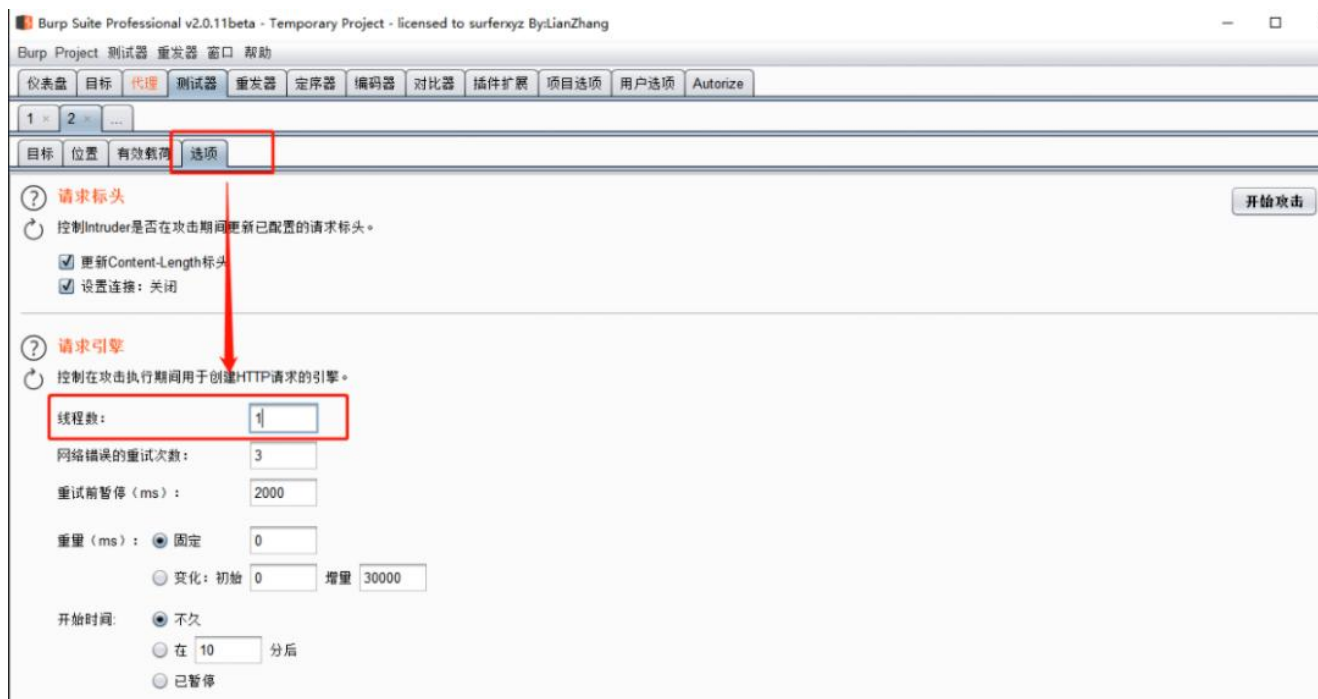 Burp Suite Professional v2.0.11beta - Temporary Project - licensed to surferxyz By:LianZhang
Burp Project 测试器 重发器 窗口 帮助
仪表盘 目标 代理 测试器 重发器 定序器 编码器 对比器 插件扩展 项目选项 用户选项 Autorize
1 × 2 × ...
目标 位置 有效载荷 选项
请求标头
开始攻击
控制Intruder是否在攻击期间更新已配置的请求标头。
更新Content-Length标头
设置连接：关闭
请求引擎
控制在攻击执行期间用于创建HTTP请求的引擎。
线程数： 1
网络错误的重试次数： 3
重试前暂停（ms）： 2000
重量（ms）： 固定 0
变化：初始 0 增量 30000
开始时间: 不久
在 10 分后
已暂停